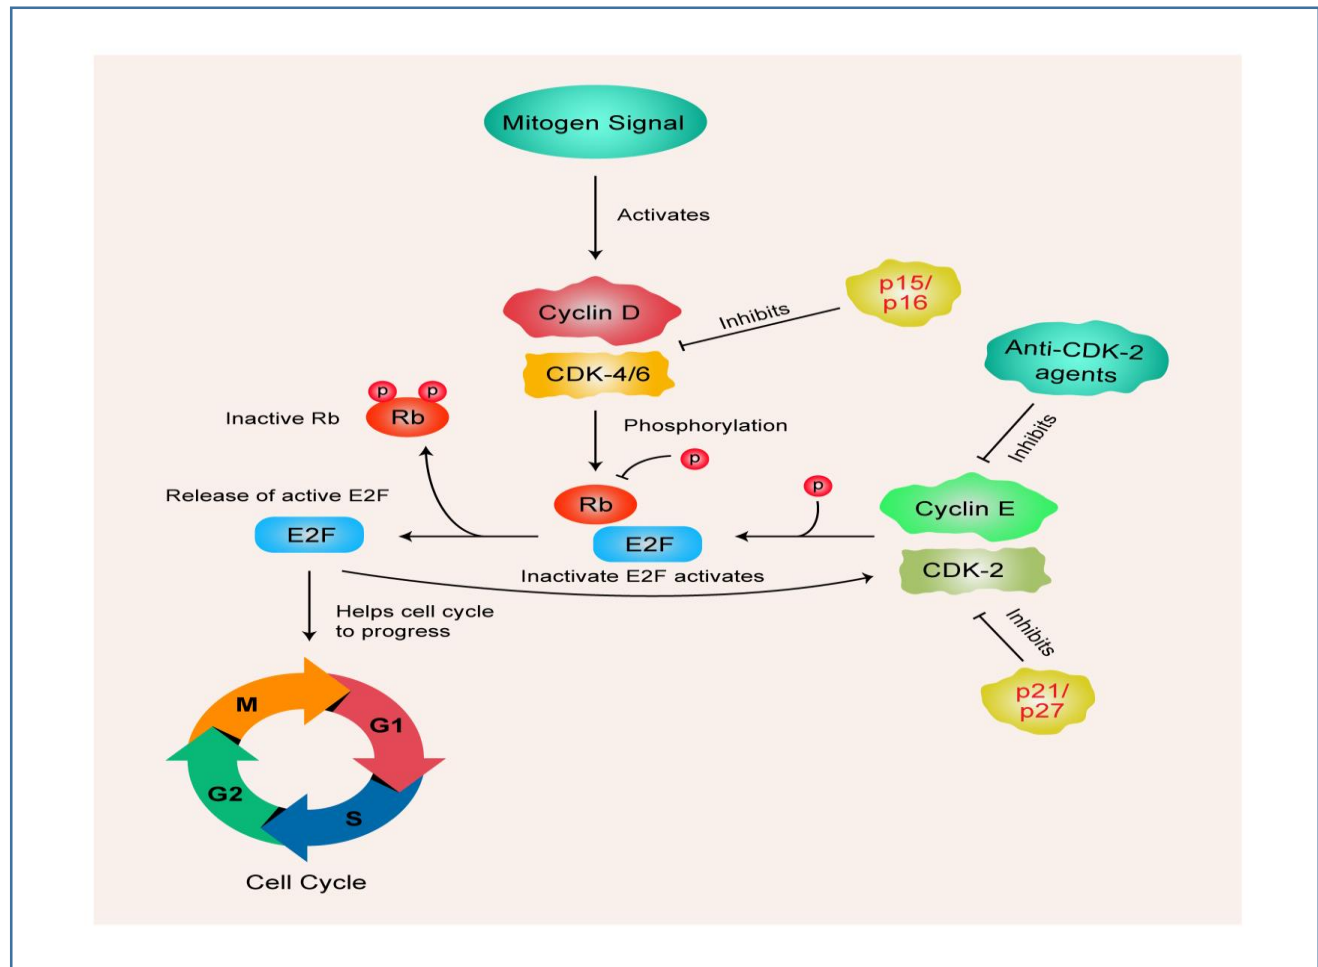 Mitogen Signal
Activates
p15/
p16
Cyclin D
Inhibits
Anti-CDK-2
agents
CDK-4/6
p
p
Rb
Inactive Rb
Phosphorylation
p
Inhibits
Release of active E2F
p
Rb
Cyclin E
E2F
E2F
CDK-2
Inactivate E2F activates
Helps cell cycle
to progress
Inhibits
p21/
p27
M
G1
G2
S
Cell Cycle